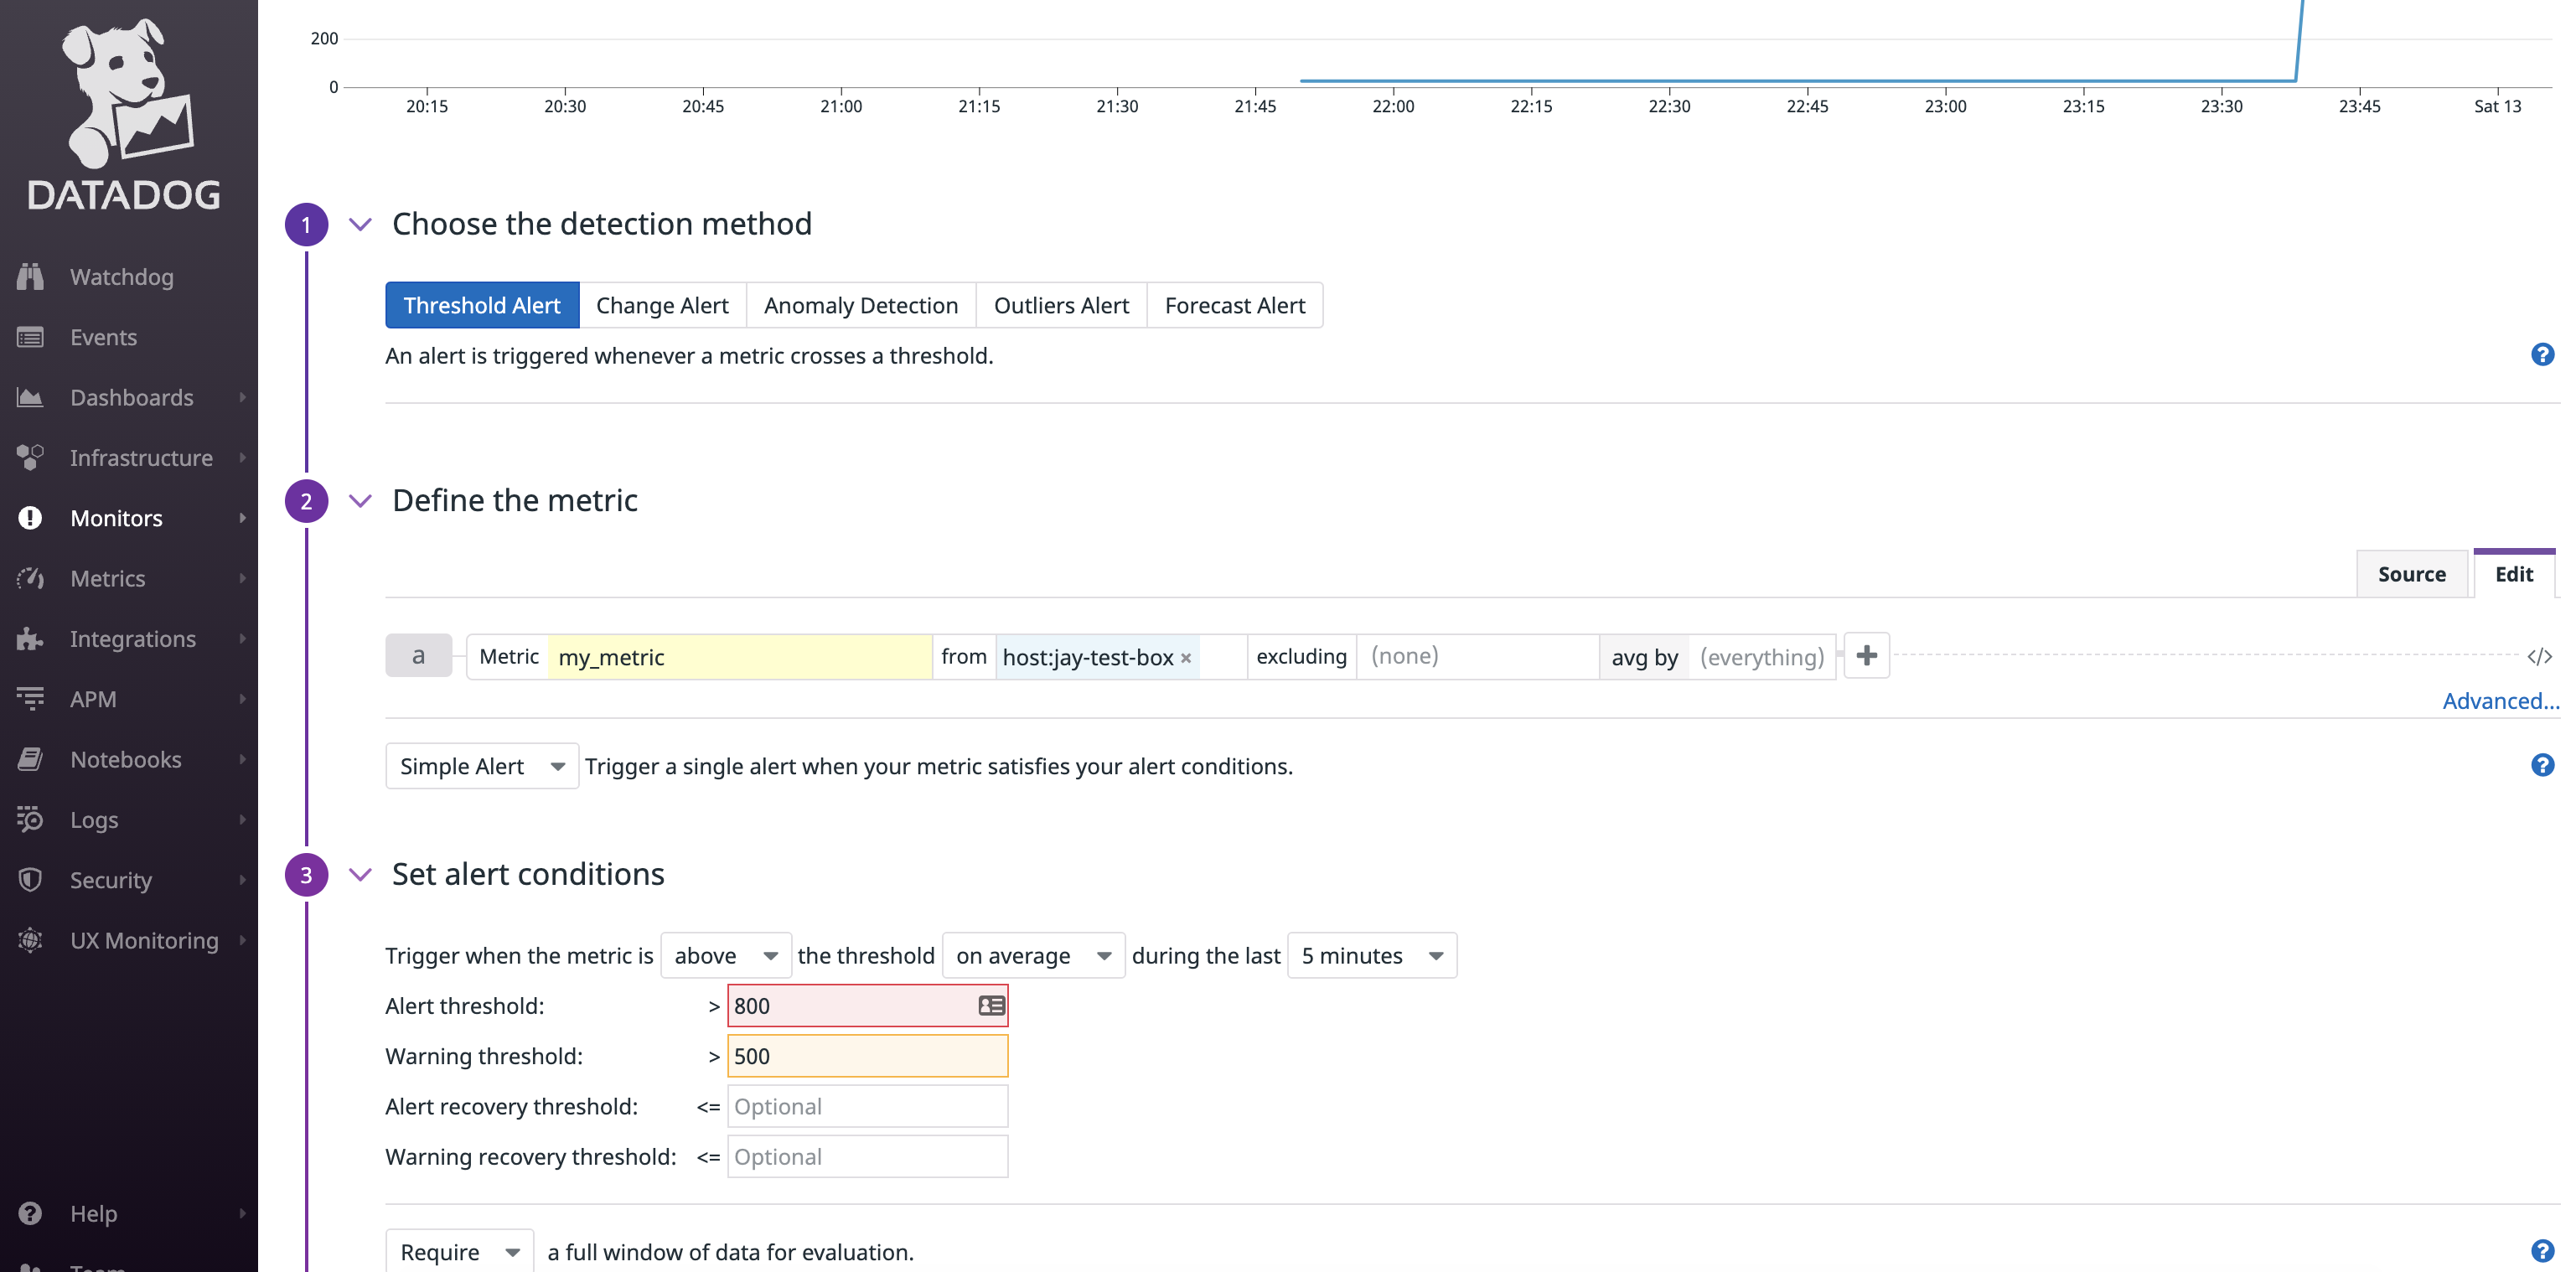 DATADOG
Watchdog
Events
Dashboards
Infrastructure
Monitors
Metrics
Integrations
APM
Notebooks
Logs
Security
UX Monitoring
Help
Team
200
0
20:15 20:30 20:45 21:00 21:15 21:30 21:45 22:00 22:15 22:30 22:45 23:00 23:15 23:30 23:45 Sat 13
1 Choose the detection method
Threshold Alert Change Alert Anomaly Detection Outliers Alert Forecast Alert
An alert is triggered whenever a metric crosses a threshold. ?
2 Define the metric
Source Edit
a Metric my_metric from host:jay-test-box × excluding (none) avg by (everything) + </>
Advanced...
Simple Alert Trigger a single alert when your metric satisfies your alert conditions. ?
3 Set alert conditions
Trigger when the metric is above the threshold on average during the last 5 minutes
Alert threshold: > 800
Warning threshold: > 500
Alert recovery threshold: <= Optional
Warning recovery threshold: <= Optional
Require a full window of data for evaluation. ?